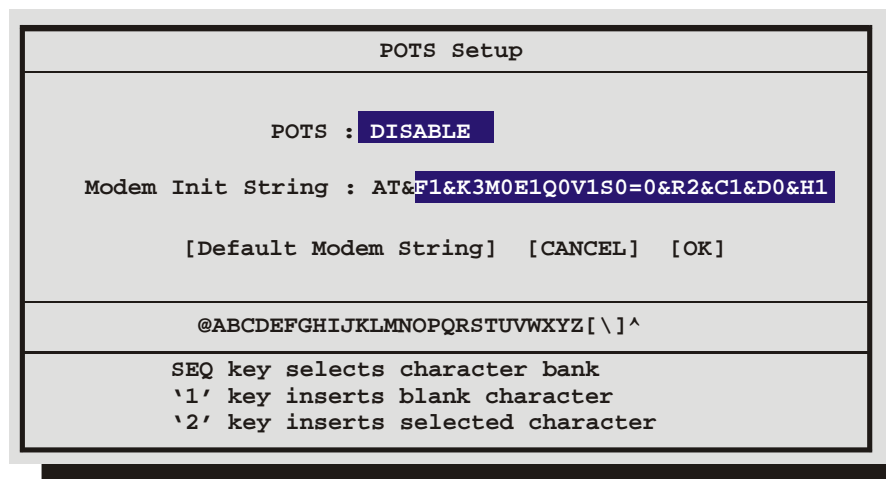 POTS Setup
POTS : DISABLE
Modem Init String : AT&F1&K3M0E1Q0V1S0=0&R2&C1&D0&H1
[Default Modem String] [CANCEL] [OK]
@ABCDEFGHIJKLMNOPQRSTUVWXYZ[\]^
SEQ key selects character bank
‘1’ key inserts blank character
‘2’ key inserts selected character